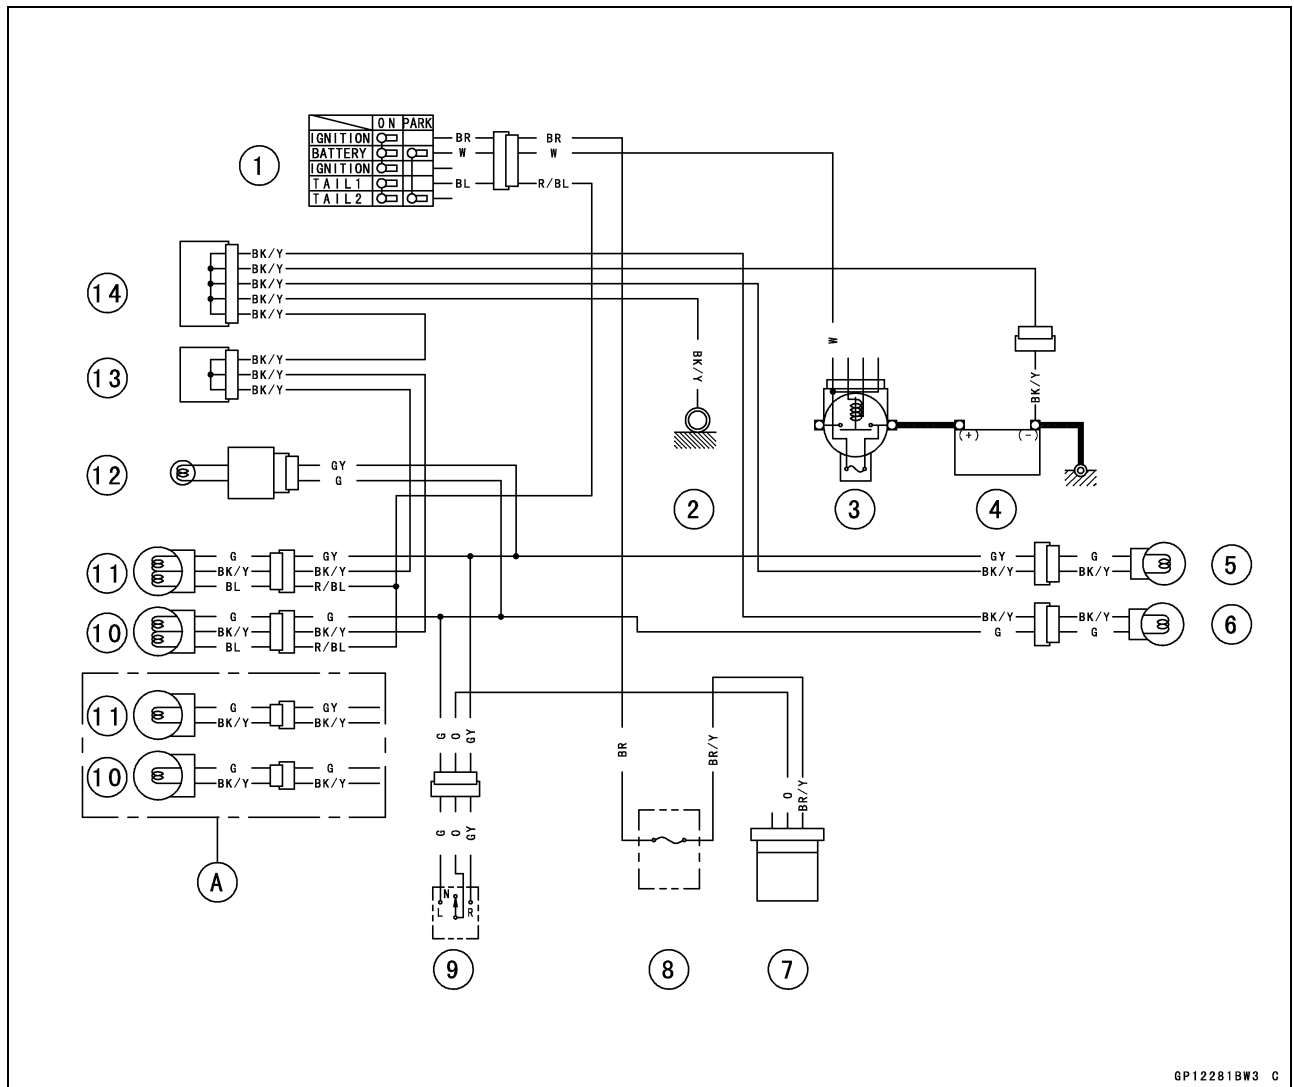 ON PARK
IGNITION BR BR
BATTERY W W
IGNITION
TAIL1 BL R/BL
TAIL2
1
BK/Y
BK/Y
BK/Y
BK/Y
BK/Y
14
BK/Y
BK/Y
BK/Y
13
W
BK/Y
BK/Y
(+) (-)
12
GY
G
2
3
4
11
G GY
BK/Y BK/Y
BL R/BL
GY G
BK/Y BK/Y
5
10
G G
BK/Y BK/Y
BL R/BL
BK/Y BK/Y
G G
6
11
G GY
BK/Y BK/Y
10
G G
BK/Y BK/Y
G O GY
BR
BR/Y
O
BR/Y
G O GY
A
N
L R
9
8
7
GP12281BW3 C